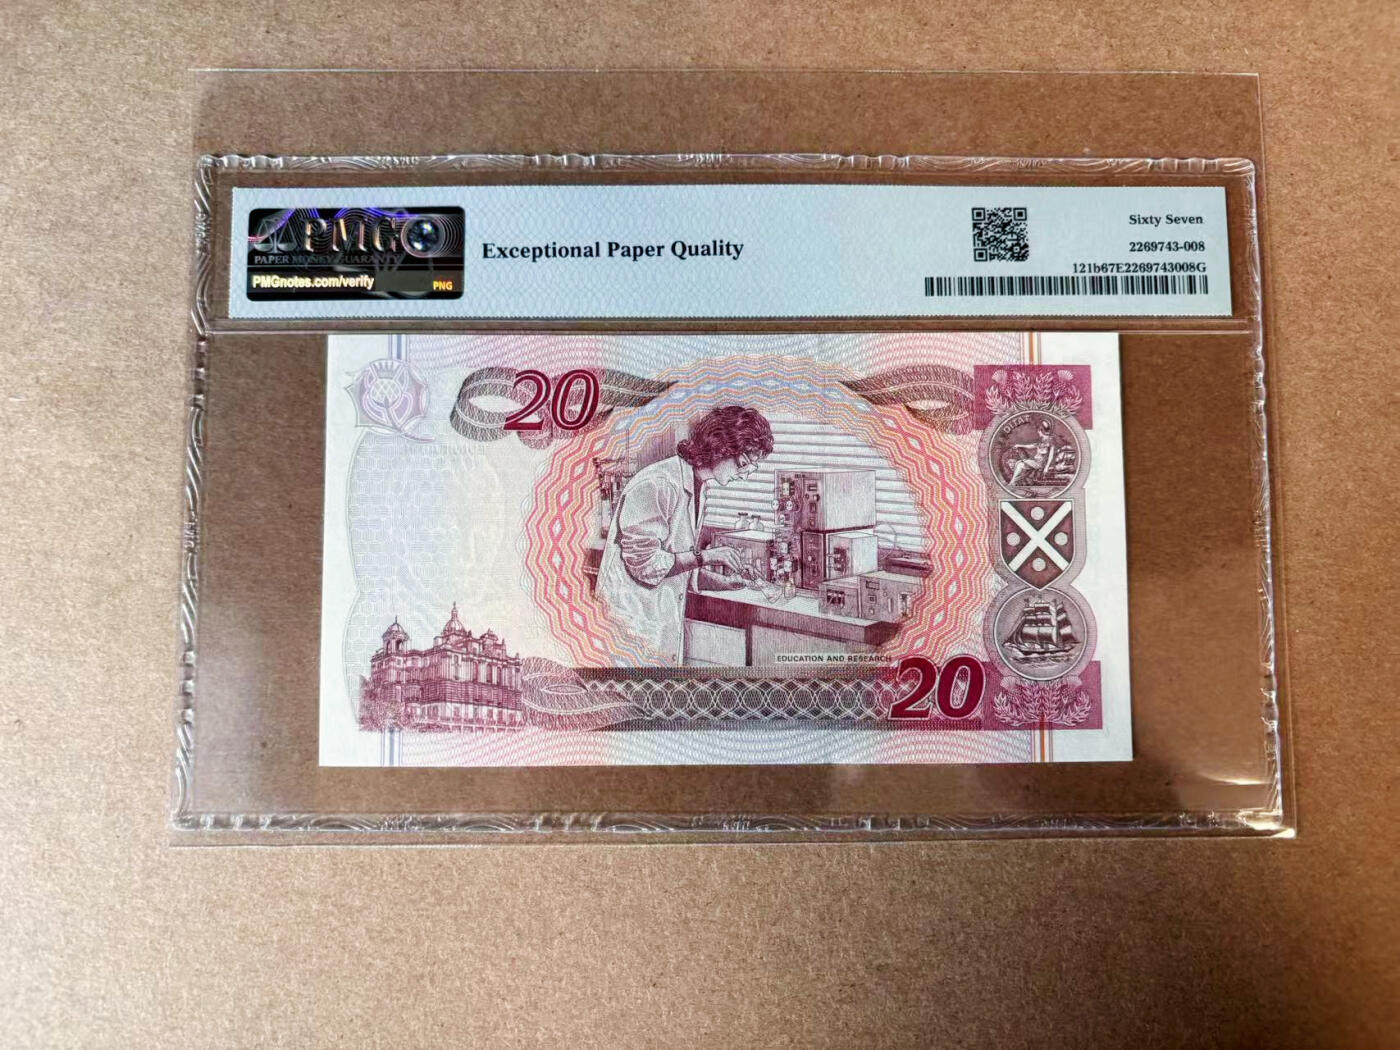 PMG
PAPER MONEY GUARANTY
PMGnotes.com/verify
PNG
Exceptional Paper Quality
Sixty Seven
2269743-008
121b67E2269743008G
20
EDUCATION AND RESEARCH
20